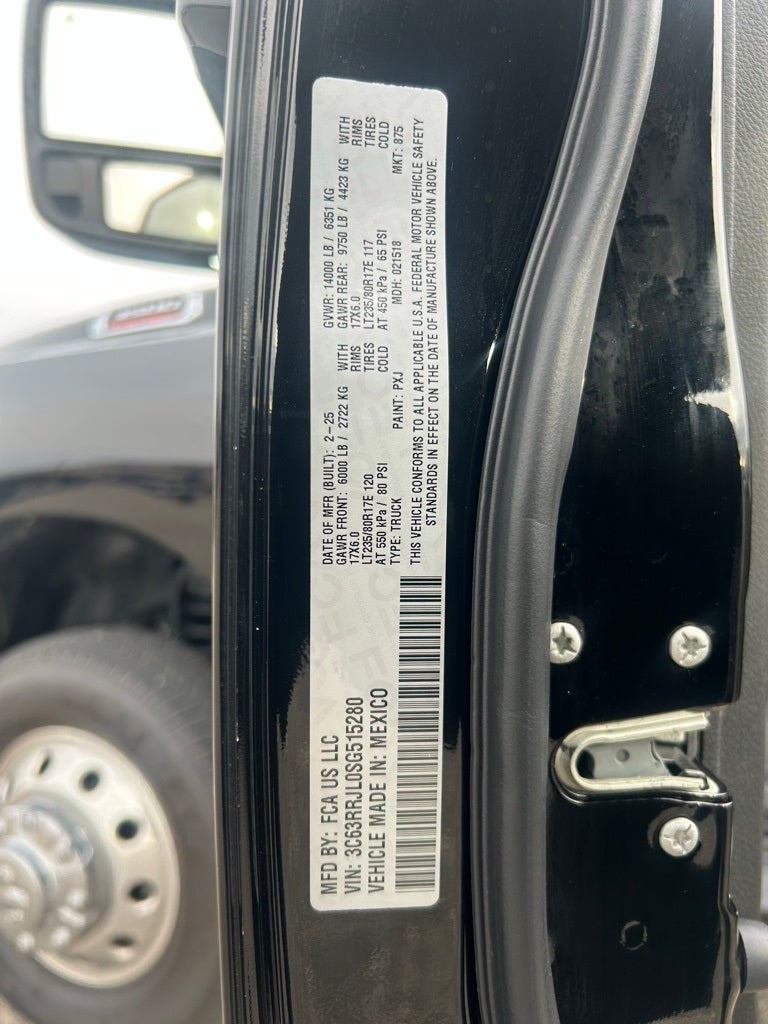 MFD BY: FCA US LLC
VIN: 3C63RRJL0SG515280
VEHICLE MADE IN: MEXICO
DATE OF MFR (BUILT): 2-25 GVWR: 14000 LB / 6351 KG
GAWR FRONT: 6000 LB / 2722 KG WITH GAWR REAR: 9750 LB / 4423 KG WITH
17X6.0 RIMS 17X6.0 RIMS
LT235/80R17E 120 TIRES LT235/80R17E 117 TIRES
AT 550 kPa / 80 PSI COLD AT 450 kPa / 65 PSI COLD
TYPE: TRUCK PAINT: PXJ MDH: 021518 MKT: 875
THIS VEHICLE CONFORMS TO ALL APPLICABLE U.S.A. FEDERAL MOTOR VEHICLE SAFETY
STANDARDS IN EFFECT ON THE DATE OF MANUFACTURE SHOWN ABOVE.